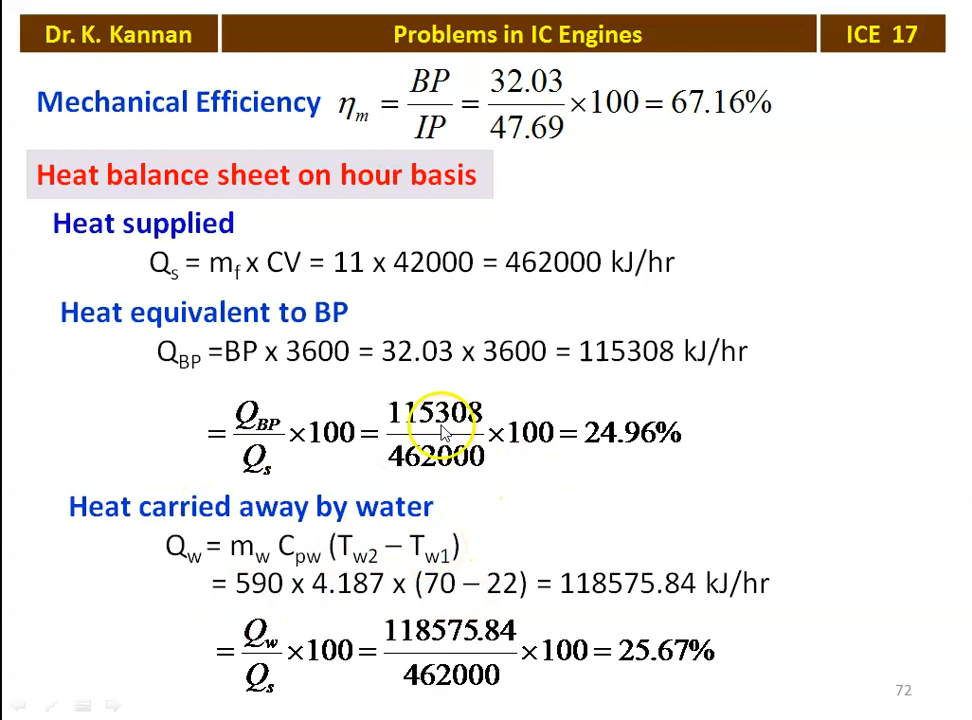 Dr. K. Kannan Problems in IC Engines ICE 17
Mechanical Efficiency η_m = BP/IP = 32.03/47.69 ×100 = 67.16%
Heat balance sheet on hour basis
Heat supplied
Q_s = m_f x CV = 11 x 42000 = 462000 kJ/hr
Heat equivalent to BP
Q_BP =BP x 3600 = 32.03 x 3600 = 115308 kJ/hr
= Q_BP/Q_s ×100 = 115308/462000 ×100 = 24.96%
Heat carried away by water
Q_w = m_w C_pw (T_w2 – T_w1)
= 590 x 4.187 x (70 – 22) = 118575.84 kJ/hr
= Q_w/Q_s ×100 = 118575.84/462000 ×100 = 25.67%
72